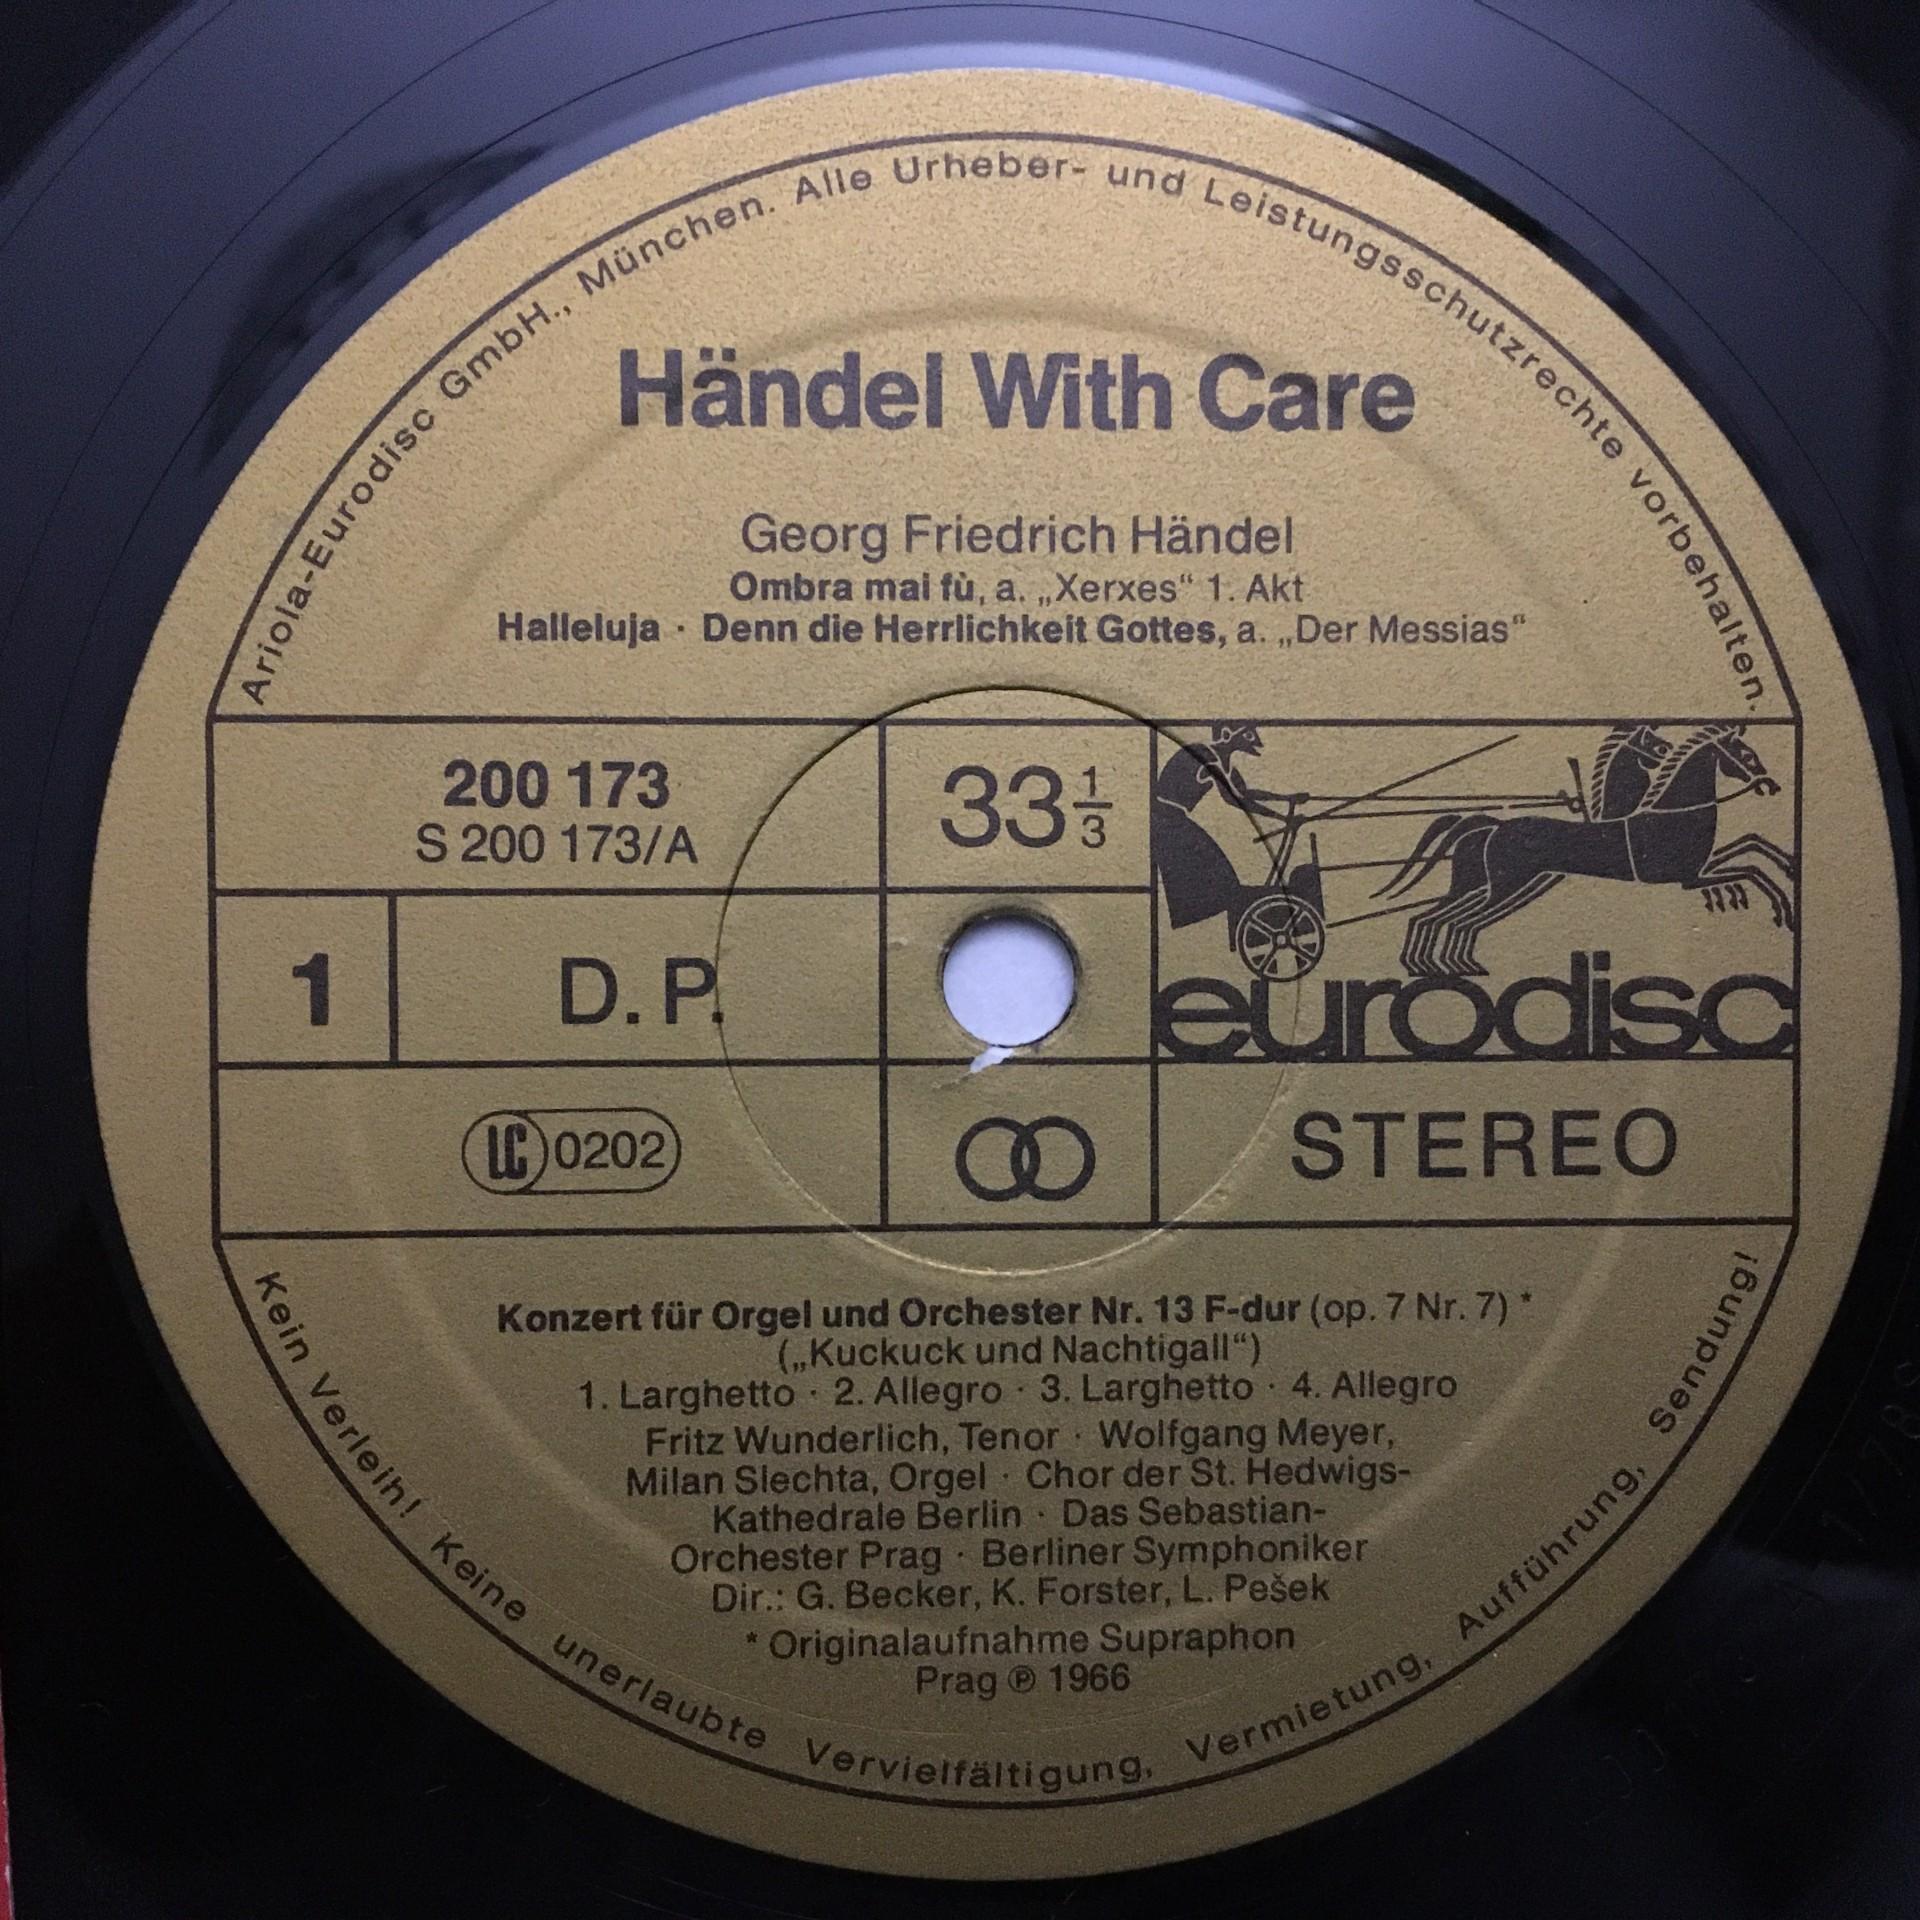 Ariola-Eurodisc GmbH., München. Alle Urheber- und Leistungsschutzrechte vorbehalten.
Händel With Care
Georg Friedrich Händel
Ombra mai fù, a. „Xerxes“ 1. Akt
Halleluja · Denn die Herrlichkeit Gottes, a. „Der Messias“
200 173
S 200 173/A
33 1/3
1
D. P.
eurodisc
LC 0202
STEREO
Konzert für Orgel und Orchester Nr. 13 F-dur (op. 7 Nr. 7) *
(„Kuckuck und Nachtigall“)
1. Larghetto · 2. Allegro · 3. Larghetto · 4. Allegro
Fritz Wunderlich, Tenor · Wolfgang Meyer,
Milan Slechta, Orgel · Chor der St. Hedwigs-
Kathedrale Berlin · Das Sebastian-
Orchester Prag · Berliner Symphoniker
Dir.: G. Becker, K. Forster, L. Pešek
* Originalaufnahme Supraphon
Prag ℗ 1966
Kein Verleih! Keine unerlaubte Vervielfältigung, Vermietung, Aufführung, Sendung!